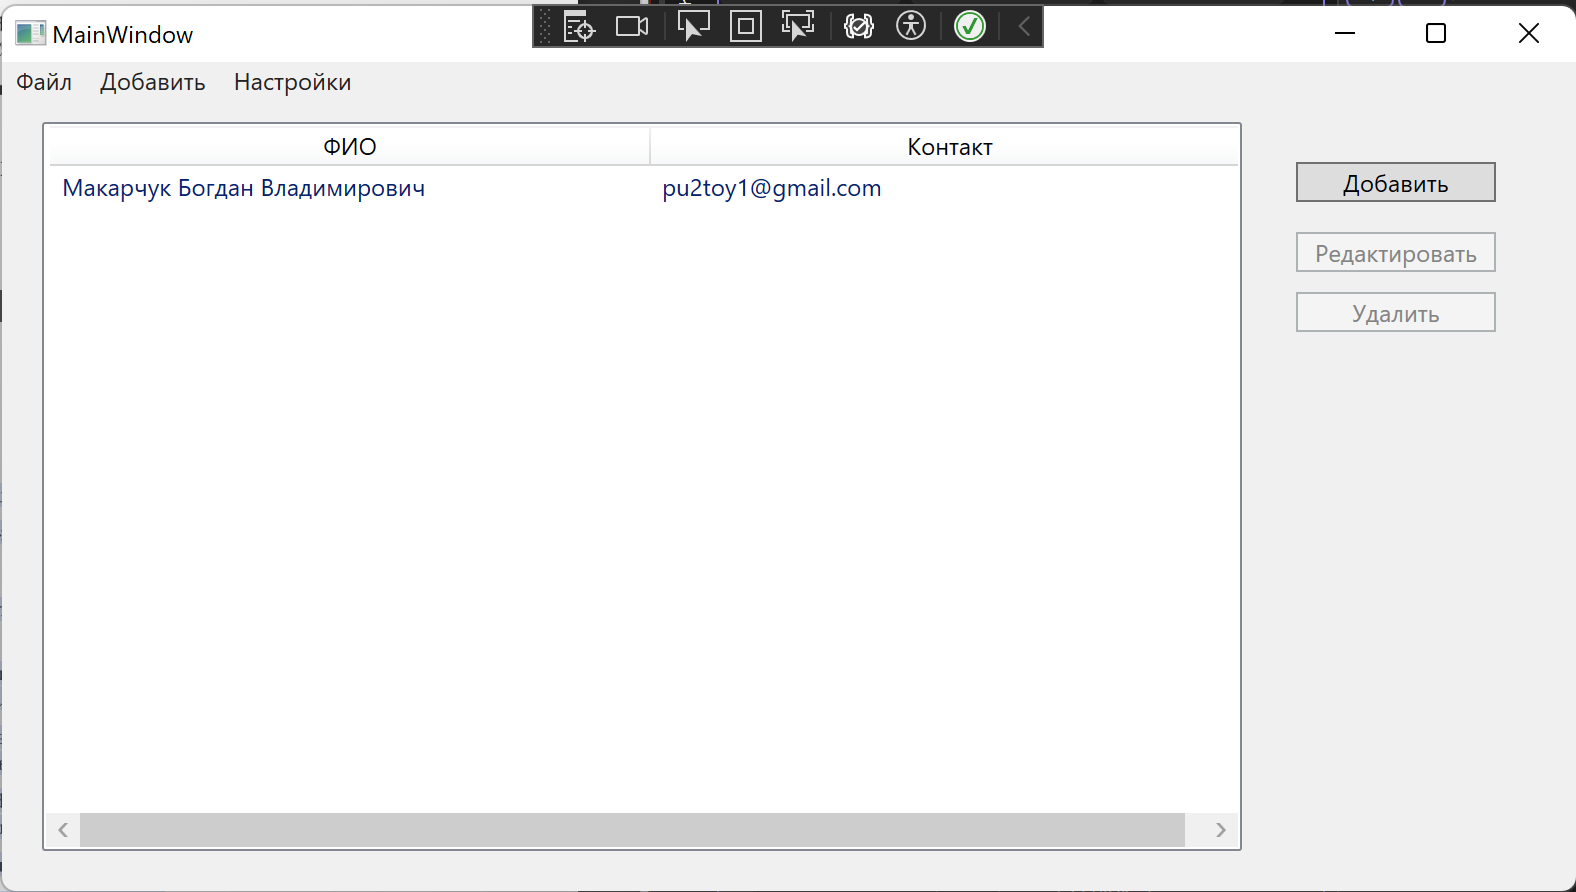 MainWindow
Файл Добавить Настройки
ФИО Контакт
Макарчук Богдан Владимирович pu2toy1@gmail.com
Добавить
Редактировать
Удалить